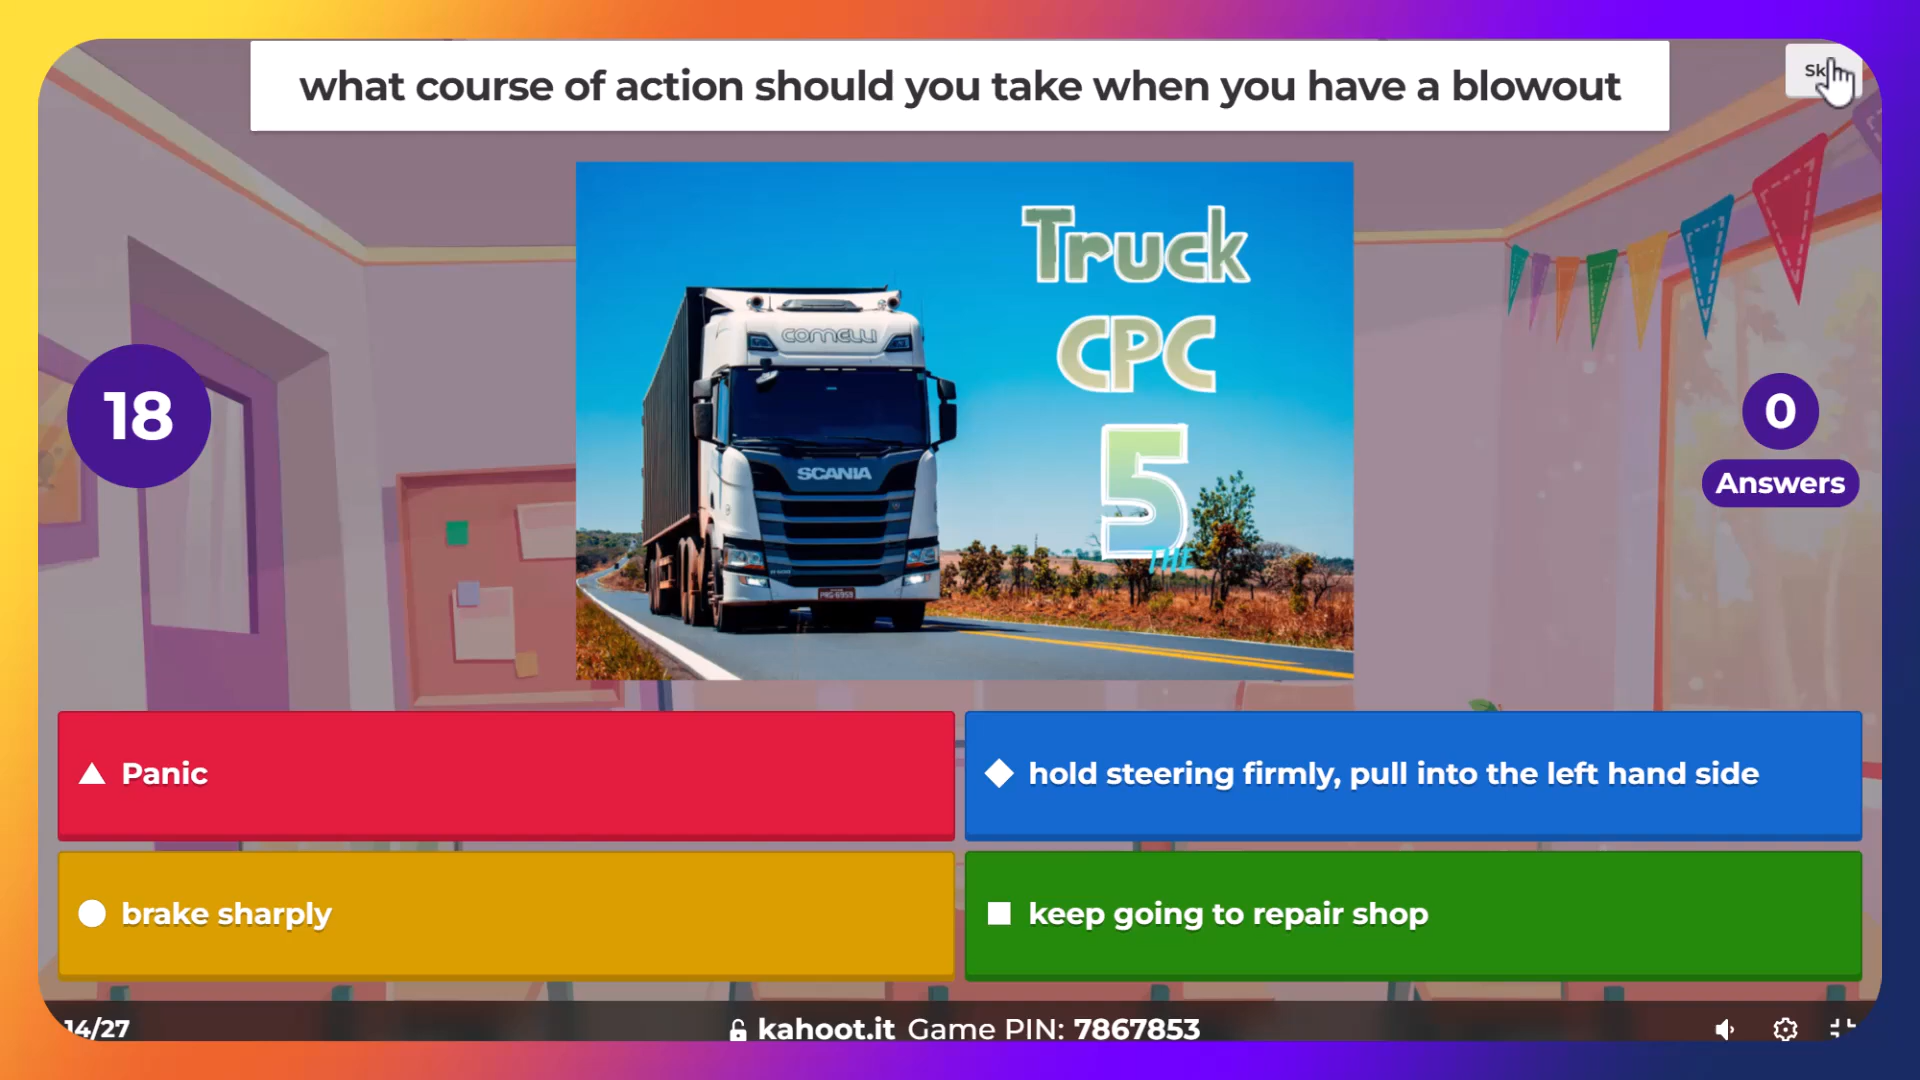 what course of action should you take when you have a blowout
Truck
CPC
5
THE
COMELLI
SCANIA
18
0
Answers
Panic
hold steering firmly, pull into the left hand side
brake sharply
keep going to repair shop
14/27
kahoot.it Game PIN: 7867853